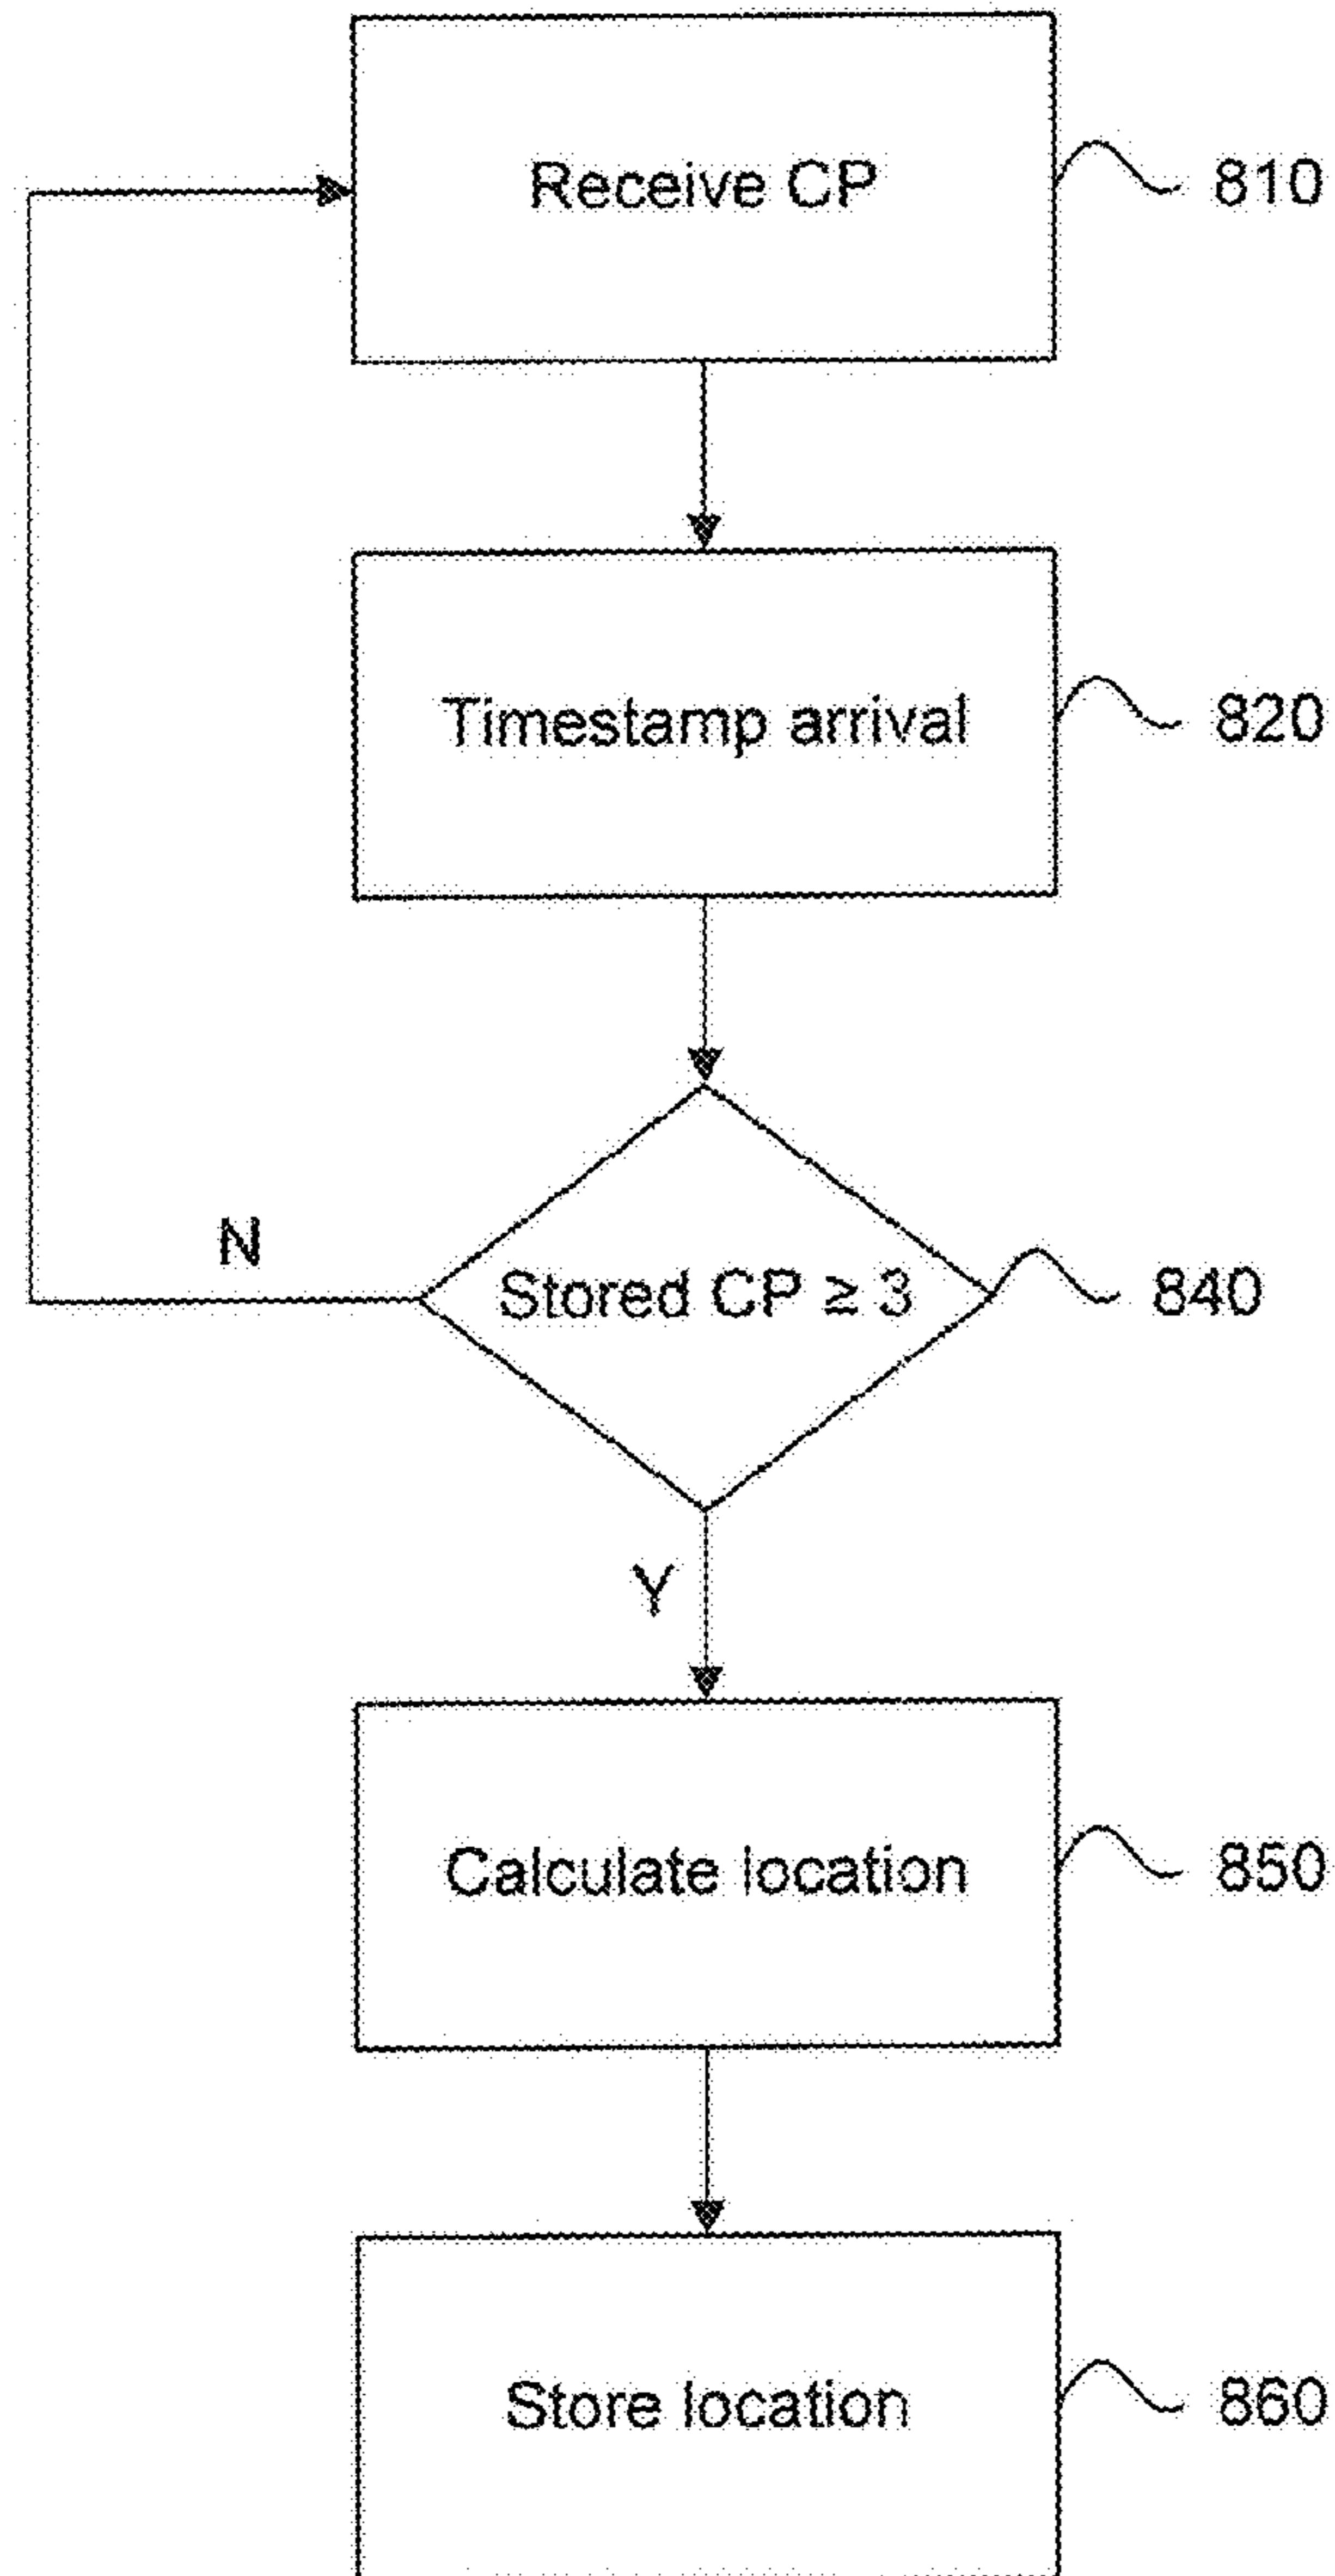 Receive CP
810
Timestamp arrival
820
N
Stored CP ≥ 3
840
Y
Calculate location
850
Store location
860